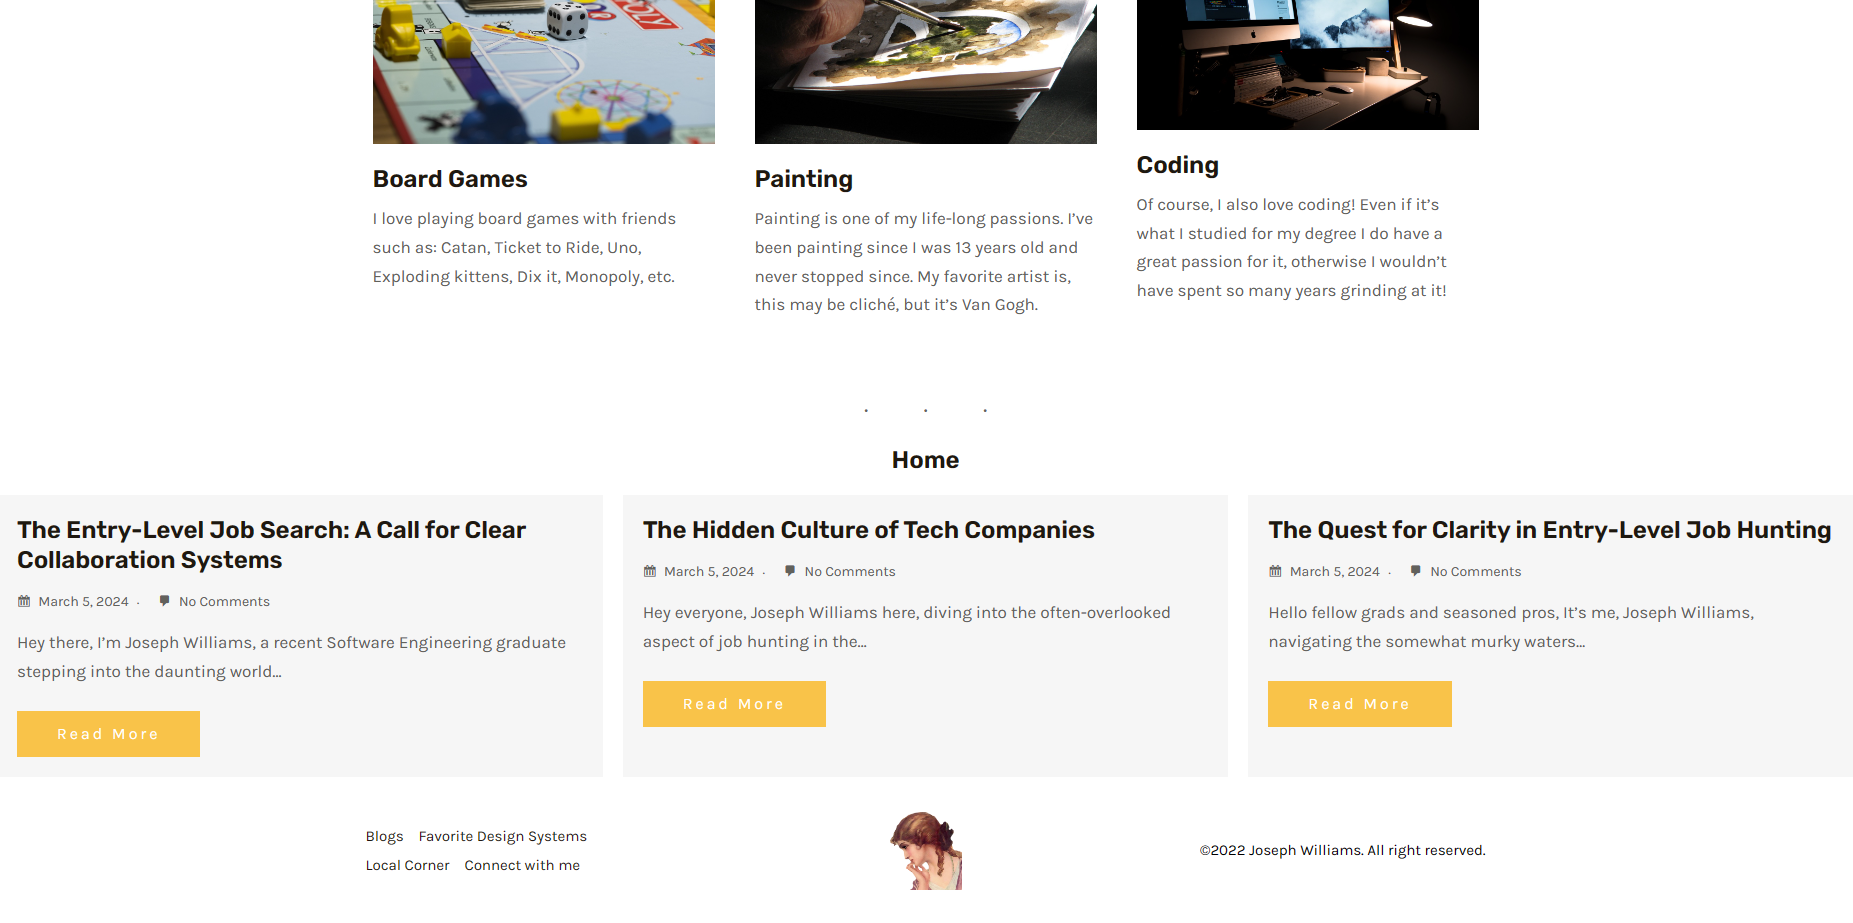 MONOPOLY
Board Games
I love playing board games with friends
such as: Catan, Ticket to Ride, Uno,
Exploding kittens, Dix it, Monopoly, etc.
Painting
Painting is one of my life-long passions. I’ve
been painting since I was 13 years old and
never stopped since. My favorite artist is,
this may be cliché, but it’s Van Gogh.
Coding
Of course, I also love coding! Even if it’s
what I studied for my degree I do have a
great passion for it, otherwise I wouldn’t
have spent so many years grinding at it!
Home
The Entry-Level Job Search: A Call for Clear
Collaboration Systems
March 5, 2024 · No Comments
Hey there, I’m Joseph Williams, a recent Software Engineering graduate
stepping into the daunting world...
Read More
The Hidden Culture of Tech Companies
March 5, 2024 · No Comments
Hey everyone, Joseph Williams here, diving into the often-overlooked
aspect of job hunting in the...
Read More
The Quest for Clarity in Entry-Level Job Hunting
March 5, 2024 · No Comments
Hello fellow grads and seasoned pros, It’s me, Joseph Williams,
navigating the somewhat murky waters...
Read More
Blogs Favorite Design Systems
Local Corner Connect with me
©2022 Joseph Williams. All right reserved.